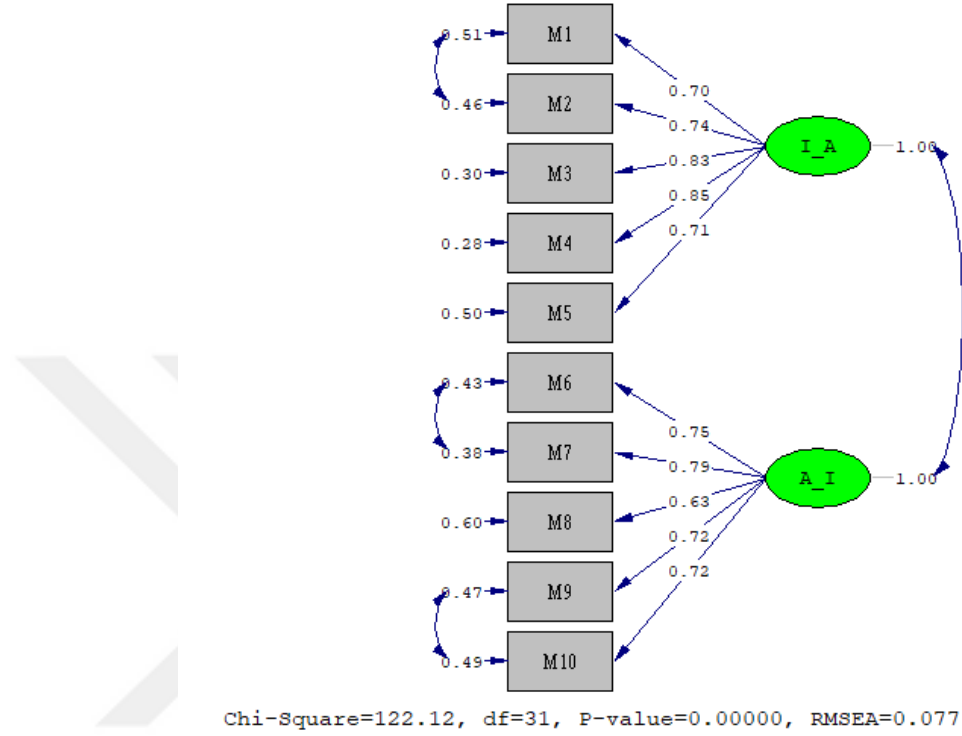 0.51 M1
0.70
0.46 M2
0.74
I_A 1.00
0.30 M3
0.83
0.85
0.28 M4
0.71
0.50 M5
0.43 M6
0.75
0.38 M7
0.79
A_I 1.00
0.63
0.60 M8
0.72
0.47 M9
0.72
0.49 M10
Chi-Square=122.12, df=31, P-value=0.00000, RMSEA=0.077